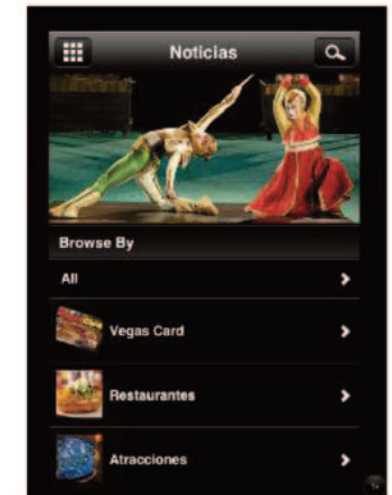 Noticias
Browse By
All
Vegas Card
Restaurantes
Atracciones